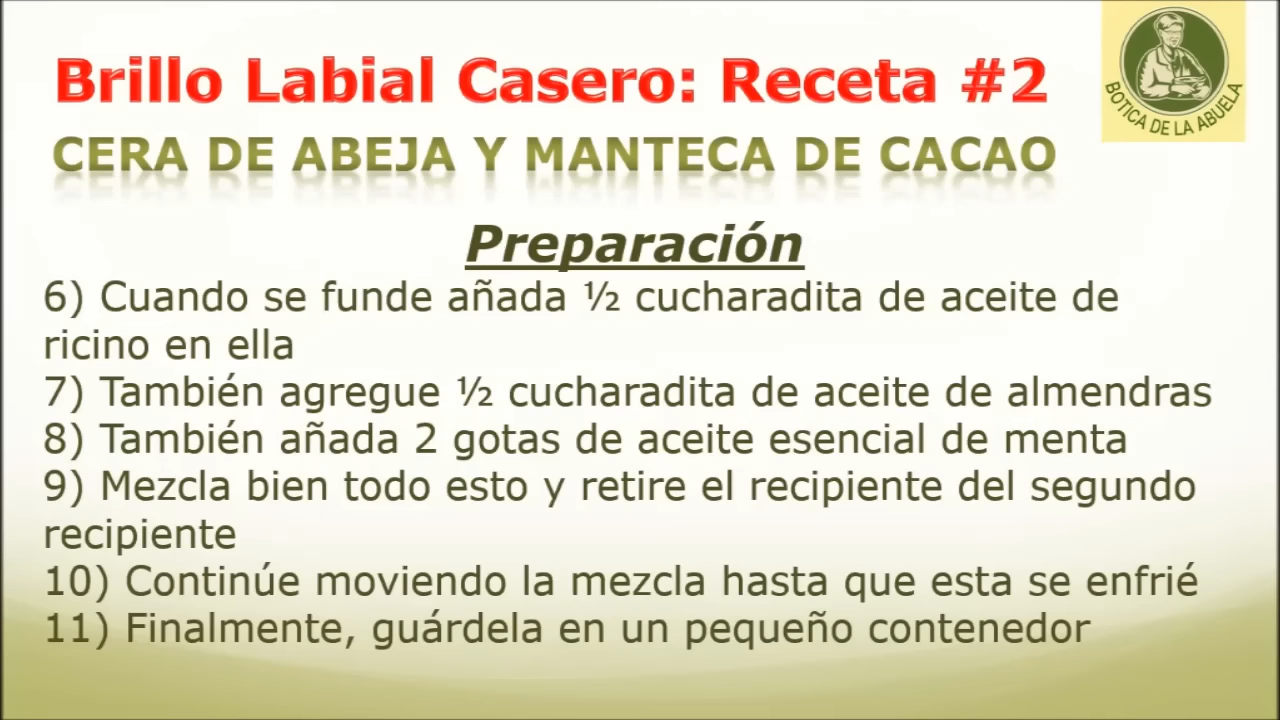 Brillo Labial Casero: Receta #2
BOTICA DE LA ABUELA
CERA DE ABEJA Y MANTECA DE CACAO
Preparación
6) Cuando se funde añada ½ cucharadita de aceite de
ricino en ella
7) También agregue ½ cucharadita de aceite de almendras
8) También añada 2 gotas de aceite esencial de menta
9) Mezcla bien todo esto y retire el recipiente del segundo
recipiente
10) Continúe moviendo la mezcla hasta que esta se enfrié
11) Finalmente, guárdela en un pequeño contenedor